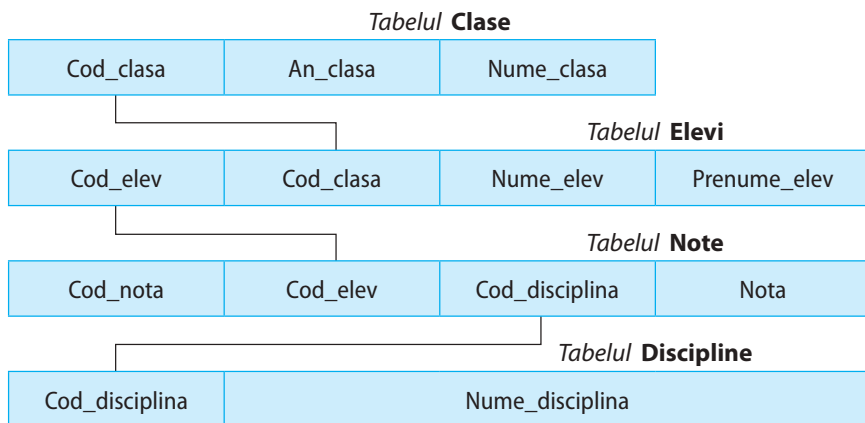 Tabelul Clase
Cod_clasa An_clasa Nume_clasa
Tabelul Elevi
Cod_elev Cod_clasa Nume_elev Prenume_elev
Tabelul Note
Cod_nota Cod_elev Cod_disciplina Nota
Tabelul Discipline
Cod_disciplina Nume_disciplina